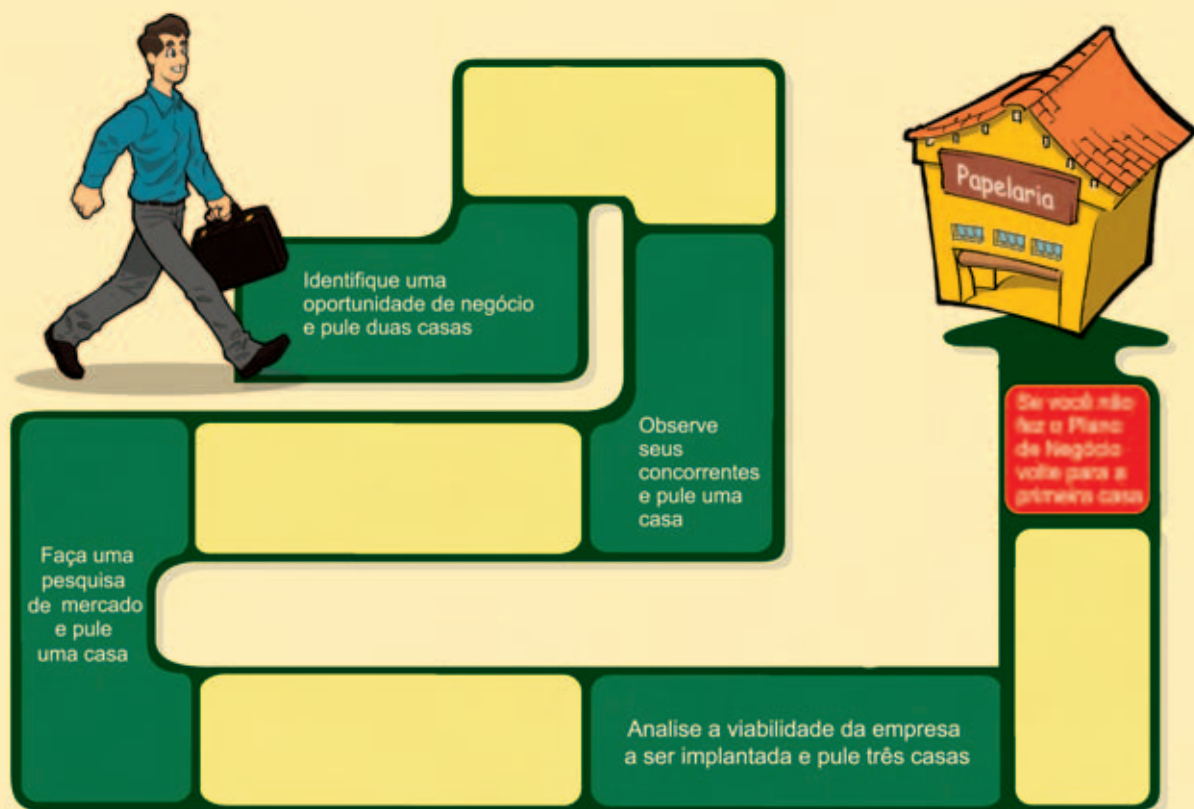 Papelaria
Identifique uma
oportunidade de negócio
e pule duas casas
Observe
seus
concorrentes
e pule uma
casa
Faça uma
pesquisa
de mercado
e pule
uma casa
Analise a viabilidade da empresa
a ser implantada e pule três casas
Se você não
fez o Plano
de Negócio
volte para a
primeira casa